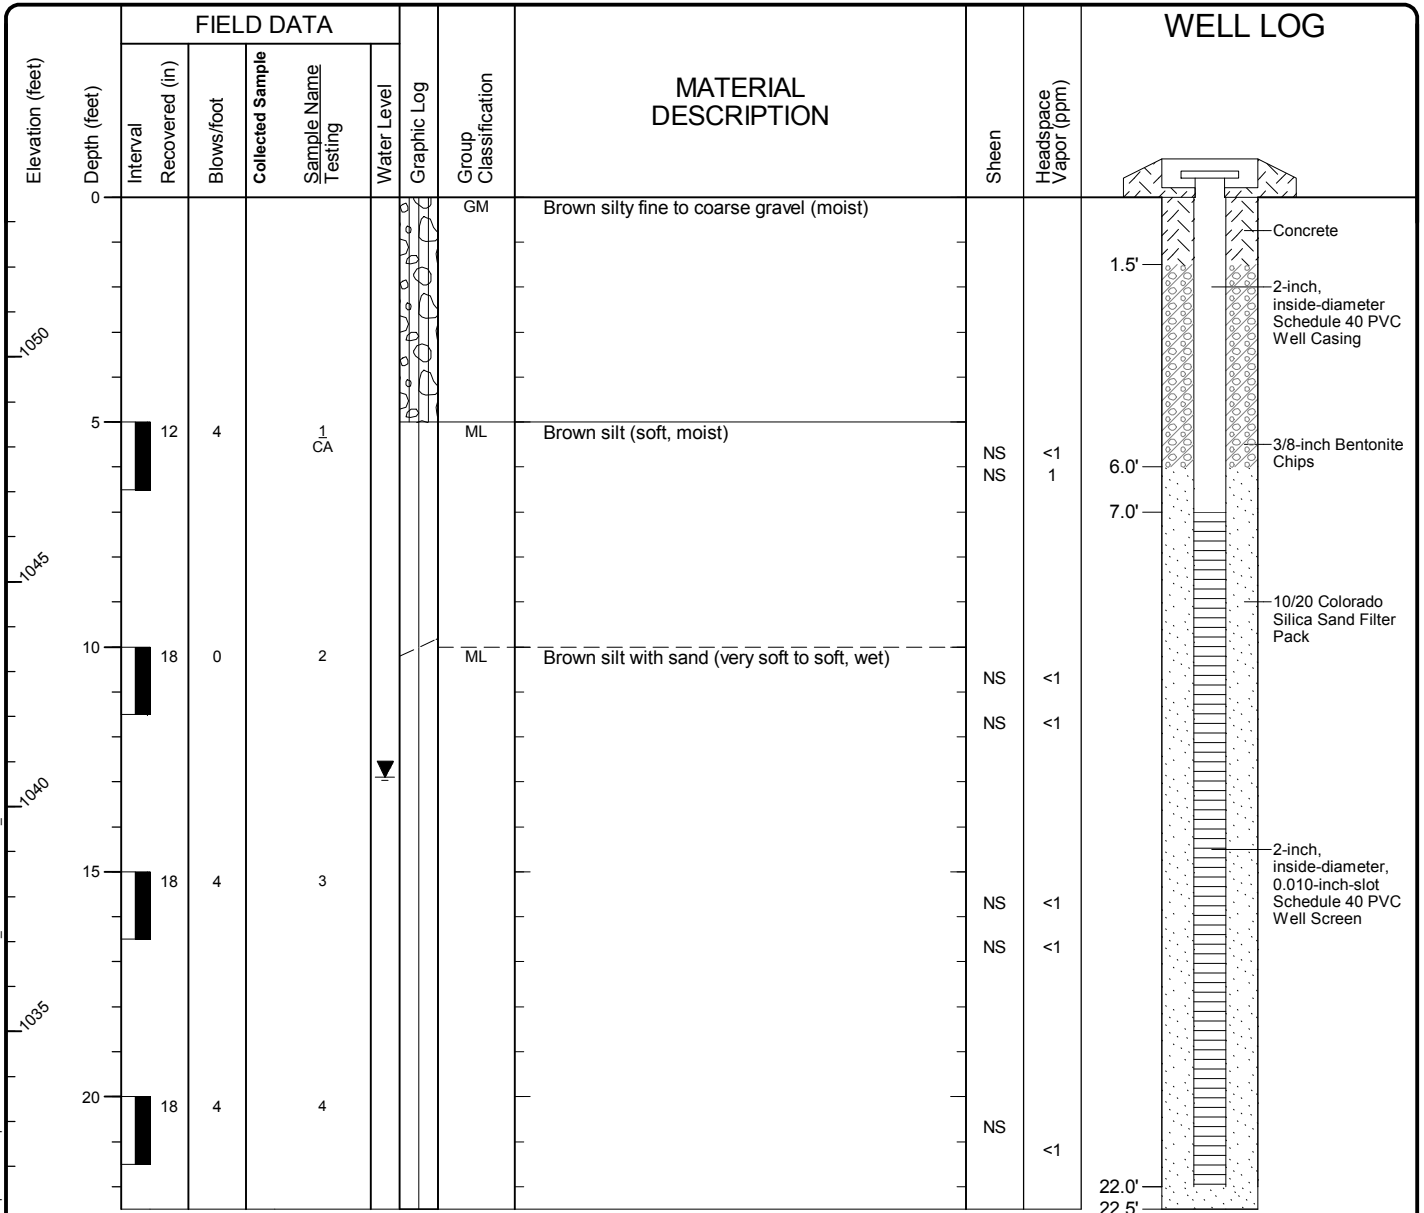 FIELD DATA
WELL LOG
Elevation (feet)
Depth (feet)
Interval
Recovered (in)
Blows/foot
Collected Sample
Sample Name
Testing
Water Level
Graphic Log
Group
Classification
MATERIAL
DESCRIPTION
Sheen
Headspace
Vapor (ppm)
0
GM
Brown silty fine to coarse gravel (moist)
Concrete
1.5'
2-inch,
inside-diameter
Schedule 40 PVC
Well Casing
1050
5
12
4
1
CA
ML
Brown silt (soft, moist)
NS
<1
3/8-inch Bentonite
Chips
6.0'
NS
1
7.0'
1045
10/20 Colorado
Silica Sand Filter
Pack
10
18
0
2
ML
Brown silt with sand (very soft to soft, wet)
NS
<1
NS
<1
1040
2-inch,
inside-diameter,
0.010-inch-slot
Schedule 40 PVC
Well Screen
15
18
4
3
NS
<1
NS
<1
1035
20
18
4
4
NS
<1
22.0'
22.5'